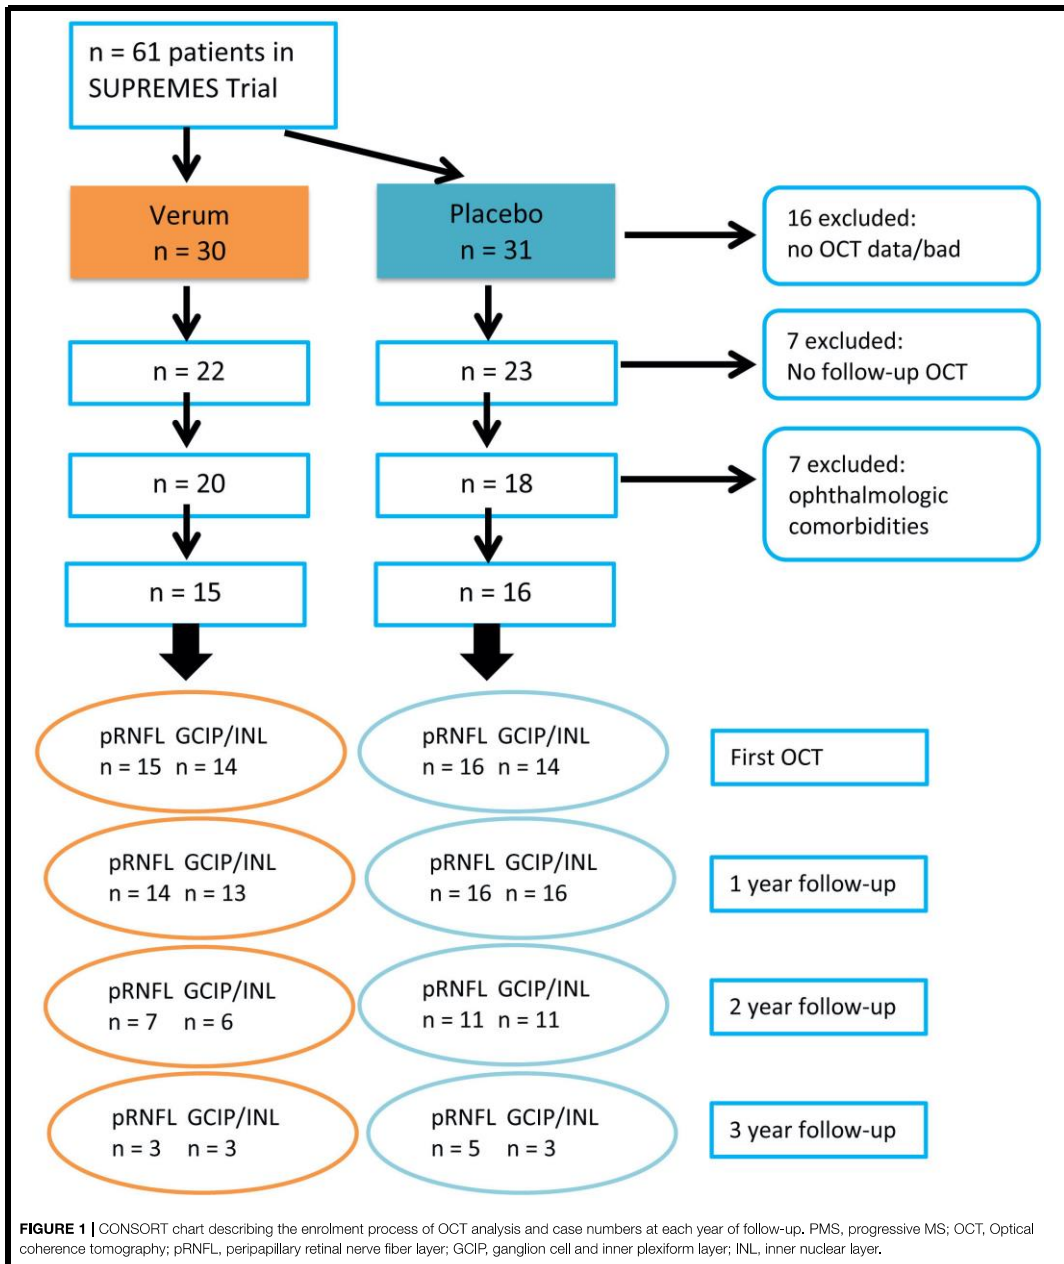 n = 61 patients in
SUPREMES Trial
Verum
n = 30
Placebo
n = 31
16 excluded:
no OCT data/bad
n = 22
n = 23
7 excluded:
No follow-up OCT
n = 20
n = 18
7 excluded:
ophthalmologic
comorbidities
n = 15
n = 16
pRNFL GCIP/INL
n = 15 n = 14
pRNFL GCIP/INL
n = 16 n = 14
First OCT
pRNFL GCIP/INL
n = 14 n = 13
pRNFL GCIP/INL
n = 16 n = 16
1 year follow-up
pRNFL GCIP/INL
n = 7 n = 6
pRNFL GCIP/INL
n = 11 n = 11
2 year follow-up
pRNFL GCIP/INL
n = 3 n = 3
pRNFL GCIP/INL
n = 5 n = 3
3 year follow-up
FIGURE 1 | CONSORT chart describing the enrolment process of OCT analysis and case numbers at each year of follow-up. PMS, progressive MS; OCT, Optical
coherence tomography; pRNFL, peripapillary retinal nerve fiber layer; GCIP, ganglion cell and inner plexiform layer; INL, inner nuclear layer.